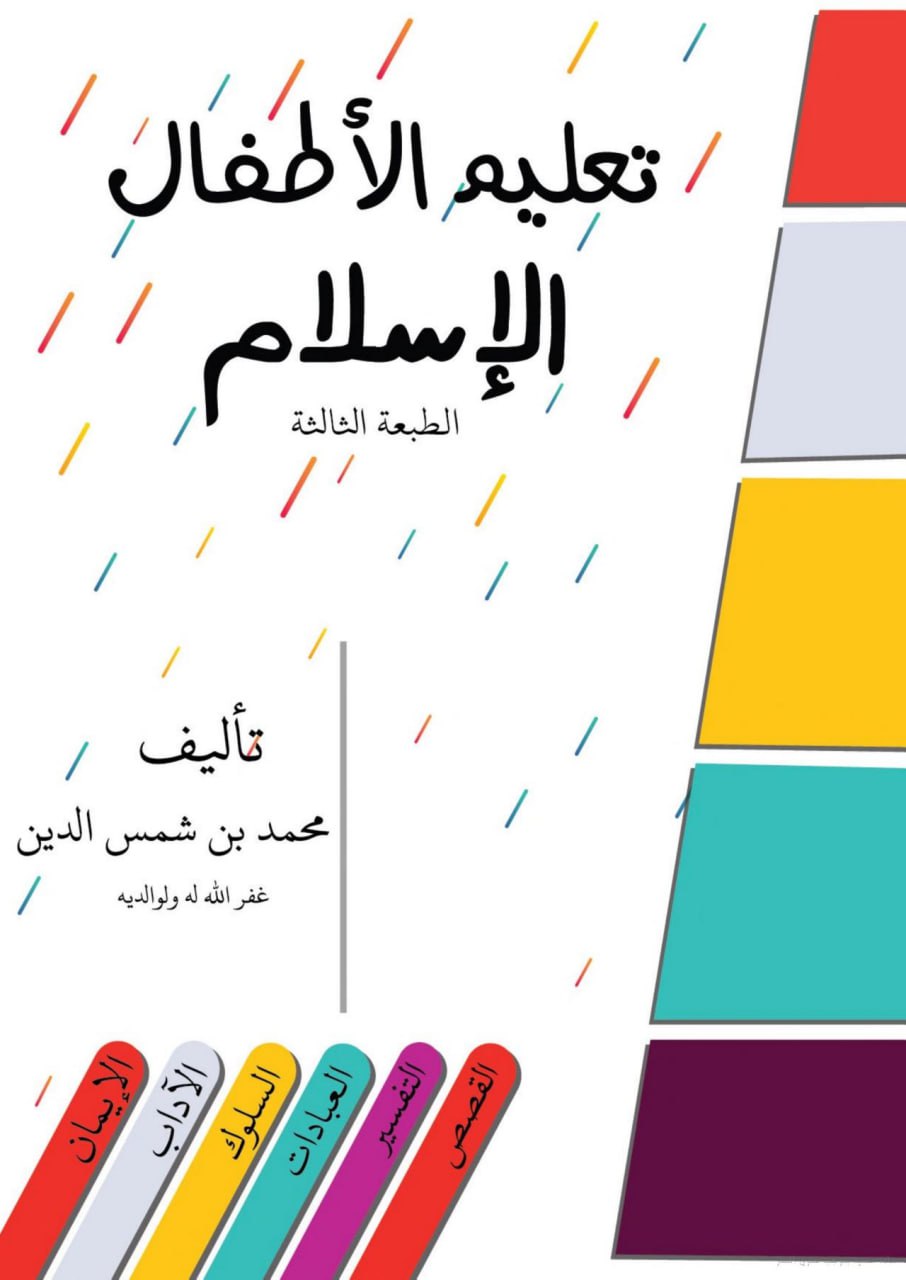 تعليم الأطفال
الإسلام
الطبعة الثالثة
تأليف
محمد بن شمس الدين
غفر الله له ولوالديه
القصص
التفسير
العبادات
السلوك
الآداب
الإيمان